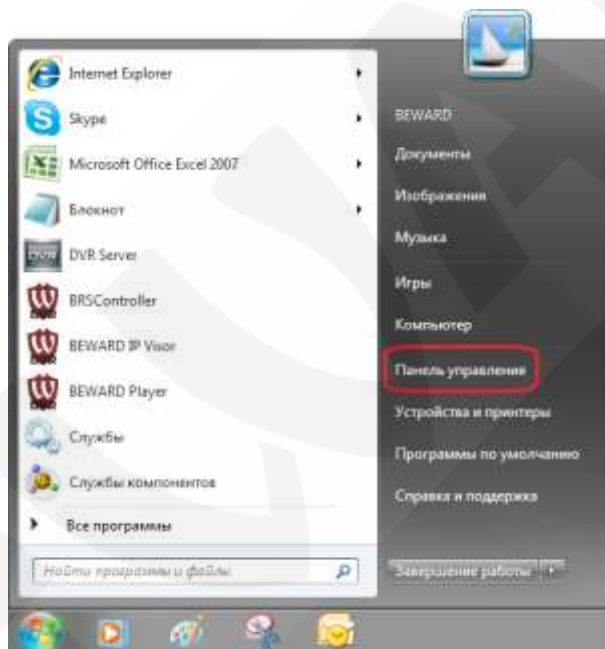 Internet Explorer
Skype
Microsoft Office Excel 2007
Блокнот
DVR Server
BRSController
BEWARD IP Visor
BEWARD Player
Службы
Службы компонентов
Все программы
Найти программы и файлы
BEWARD
Документы
Изображения
Музыка
Игры
Компьютер
Панель управления
Устройства и принтеры
Программы по умолчанию
Справка и поддержка
Завершение работы